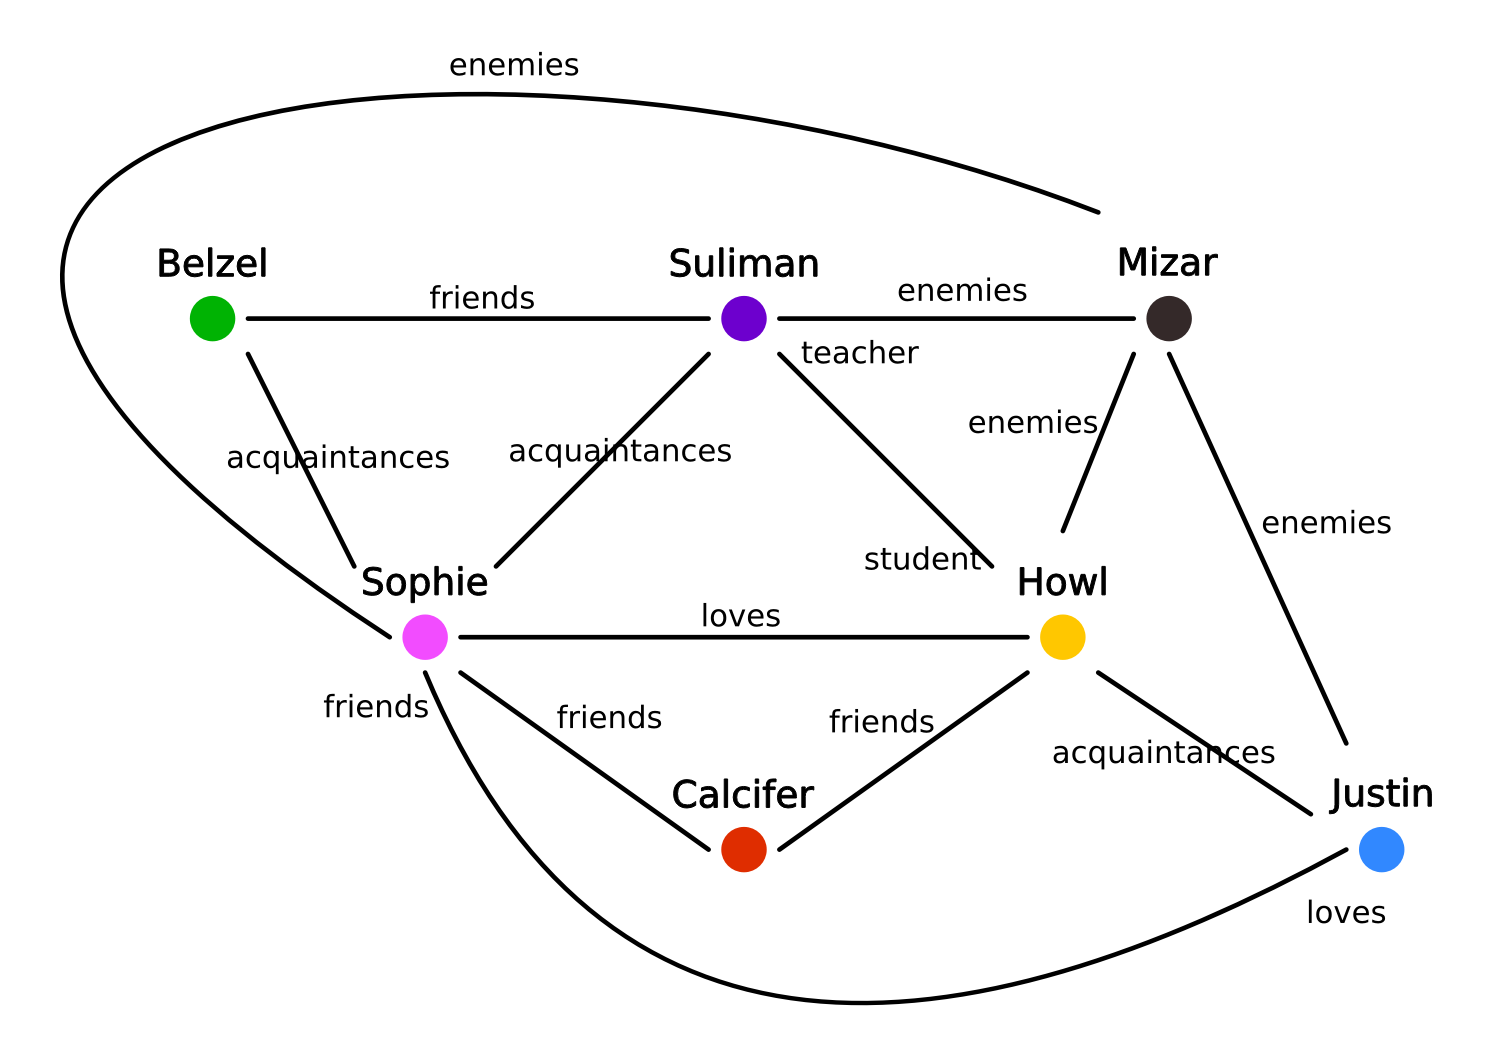 enemies
Belzel
Suliman
Mizar
friends
enemies
teacher
enemies
acquaintances
acquaintances
enemies
student
Sophie
Howl
loves
friends
friends
friends
acquaintances
Calcifer
Justin
loves